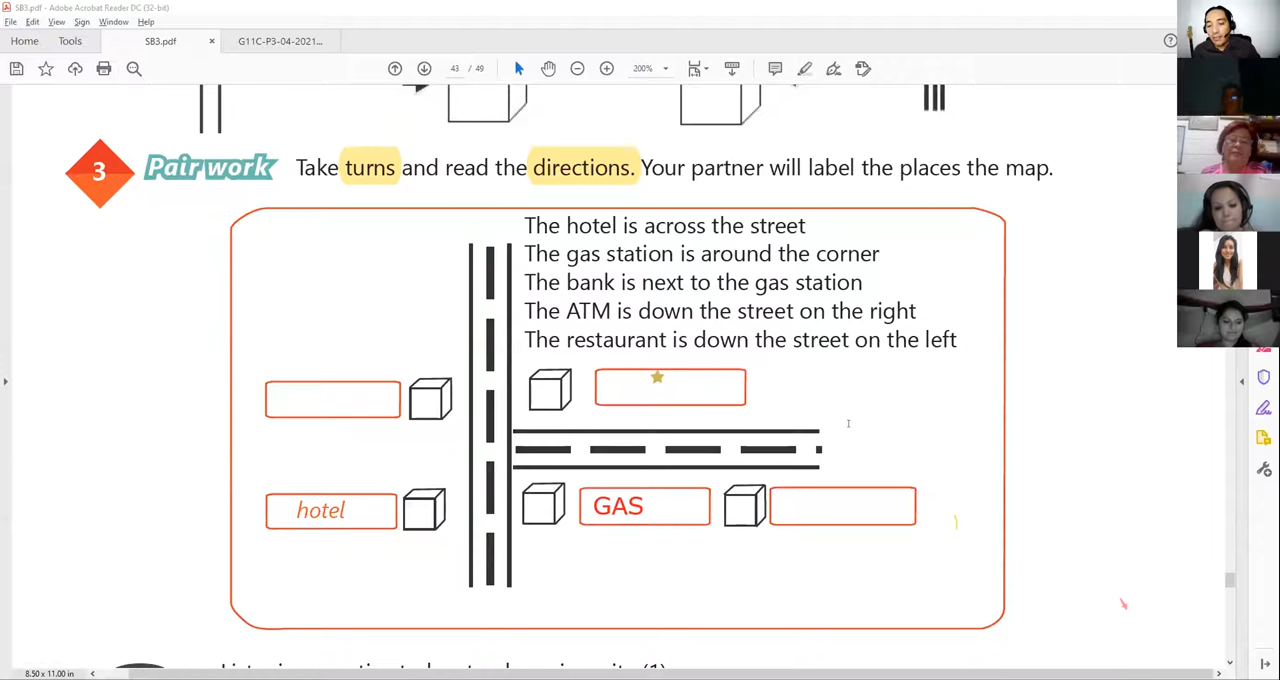 SB3.pdf - Adobe Acrobat Reader DC (32-bit)
File Edit View Sign Window Help
Home Tools SB3.pdf × G11C-P3-04-2021...
43 / 49 200%
3 Pair work Take turns and read the directions. Your partner will label the places the map.
The hotel is across the street
The gas station is around the corner
The bank is next to the gas station
The ATM is down the street on the right
The restaurant is down the street on the left
hotel GAS
8.50 x 11.00 in